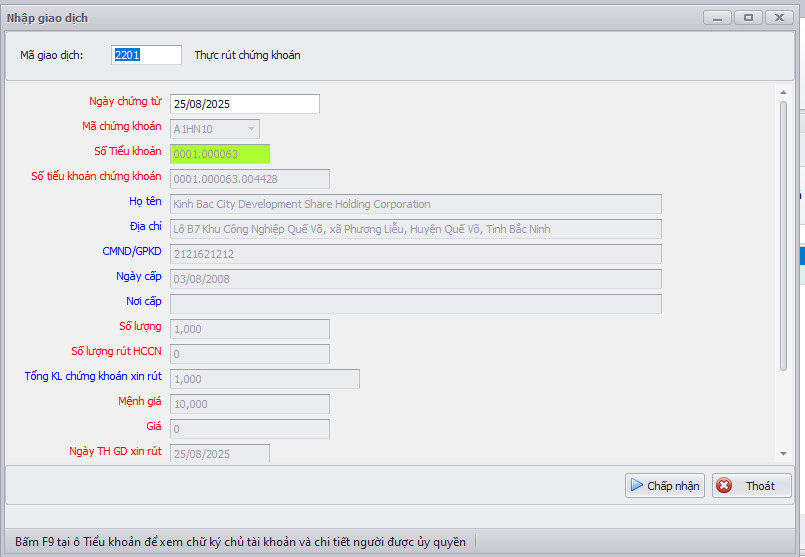 Nhập giao dịch
Mã giao dịch: 2201 Thực rút chứng khoán
Ngày chứng từ 25/08/2025
Mã chứng khoán A1HN10
Số Tiểu khoản 0001.000063
Số tiểu khoản chứng khoán 0001.000063.004428
Họ tên Kinh Bac City Development Share Holding Corporation
Địa chỉ Lô B7 Khu Công Nghiệp Quế Võ, xã Phương Liễu, Huyện Quế Võ, Tỉnh Bắc Ninh
CMND/GPKD 2121621212
Ngày cấp 03/08/2008
Nơi cấp
Số lượng 1,000
Số lượng rút HCCN 0
Tổng KL chứng khoán xin rút 1,000
Mệnh giá 10,000
Giá 0
Ngày TH GD xin rút 25/08/2025
Chấp nhận Thoát
Bấm F9 tại ô Tiểu khoản để xem chữ ký chủ tài khoản và chi tiết người được ủy quyền